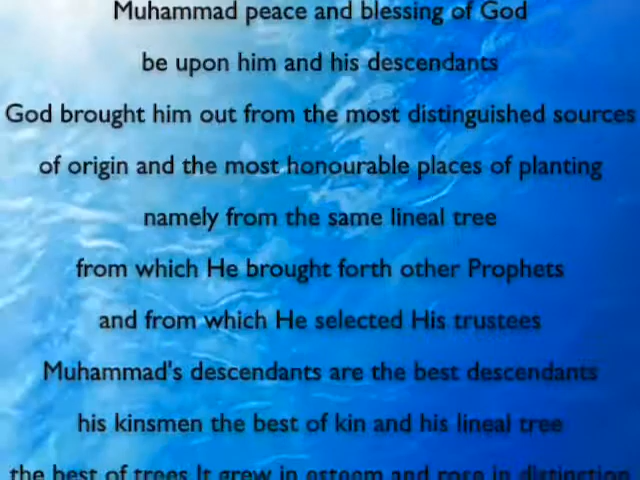 Muhammad peace and blessing of God
be upon him and his descendants
God brought him out from the most distinguished sources
of origin and the most honourable places of planting
namely from the same lineal tree
from which He brought forth other Prophets
and from which He selected His trustees
Muhammad's descendants are the best descendants
his kinsmen the best of kin and his lineal tree
the best of trees It grew in esteem and rose in distinction